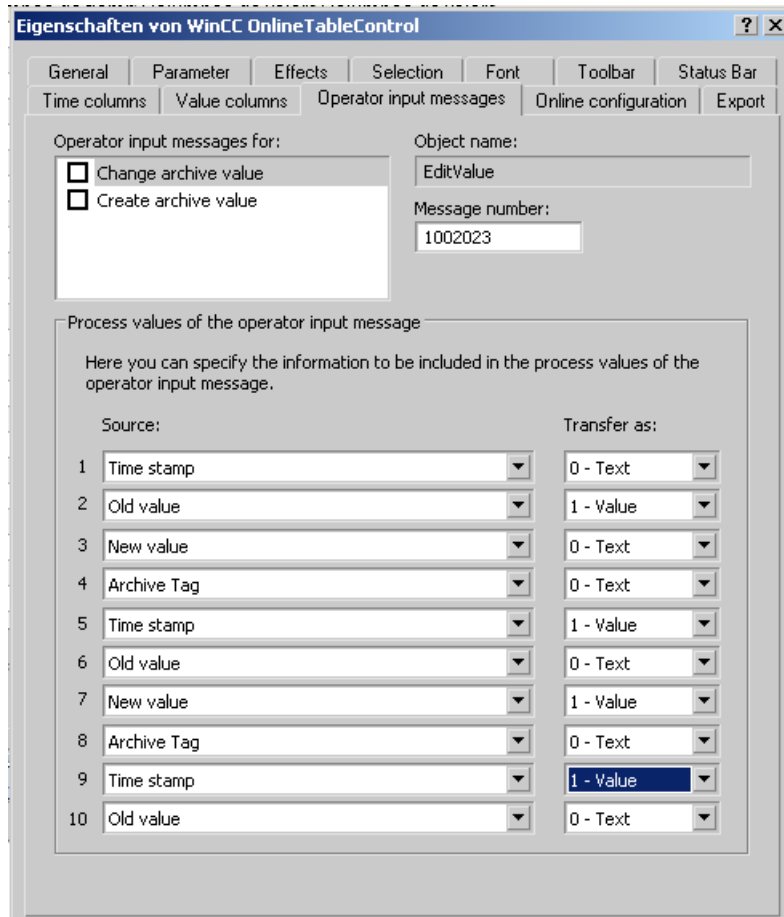 Eigenschaften von WinCC OnlineTableControl
General Parameter Effects Selection Font Toolbar Status Bar
Time columns Value columns Operator input messages Online configuration Export
Operator input messages for: Object name:
Change archive value EditValue
Create archive value Message number:
1002023
Process values of the operator input message
Here you can specify the information to be included in the process values of the
operator input message.
Source: Transfer as:
1 Time stamp 0 - Text
2 Old value 1 - Value
3 New value 0 - Text
4 Archive Tag 0 - Text
5 Time stamp 1 - Value
6 Old value 0 - Text
7 New value 1 - Value
8 Archive Tag 0 - Text
9 Time stamp 1 - Value
10 Old value 0 - Text